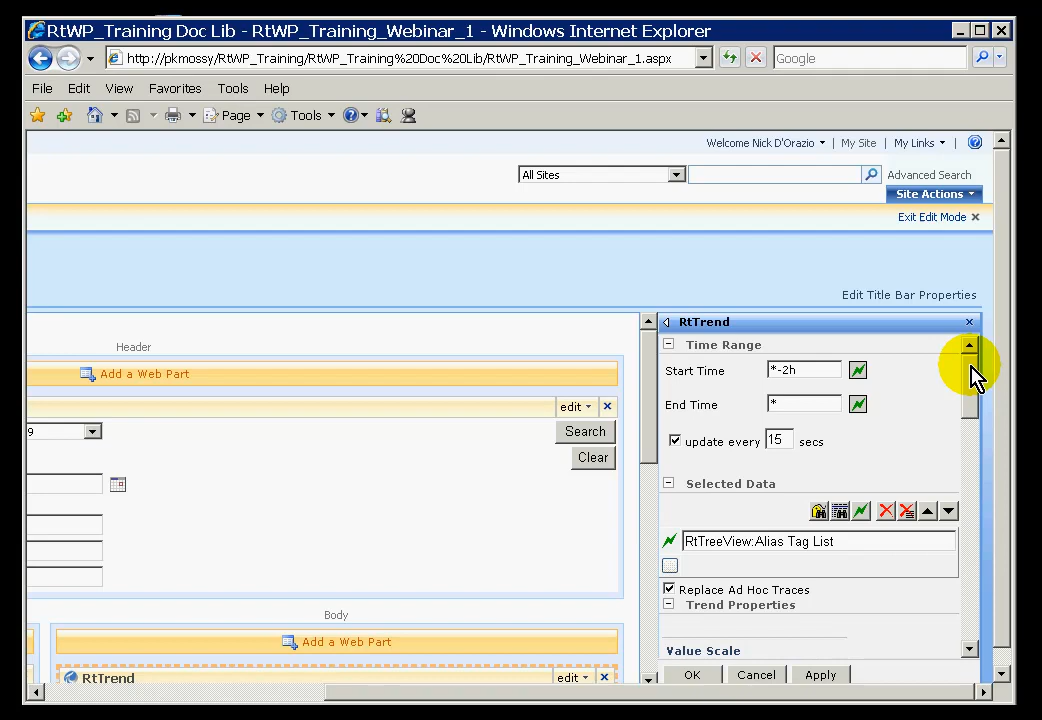 RtWP_Training Doc Lib - RtWP_Training_Webinar_1 - Windows Internet Explorer
http://pkmossy/RtWP_Training/RtWP_Training%20Doc%20Lib/RtWP_Training_Webinar_1.aspx
Google
File Edit View Favorites Tools Help
Page Tools
Welcome Nick D'Orazio | My Site | My Links |
All Sites
Advanced Search
Site Actions
Exit Edit Mode
Edit Title Bar Properties
RtTrend
Header
Time Range
Add a Web Part
Start Time *-2h
edit
End Time *
9
Search
update every 15 secs
Clear
Selected Data
RtTreeView:Alias Tag List
Replace Ad Hoc Traces
Trend Properties
Body
Add a Web Part
Value Scale
RtTrend
edit
OK Cancel Apply